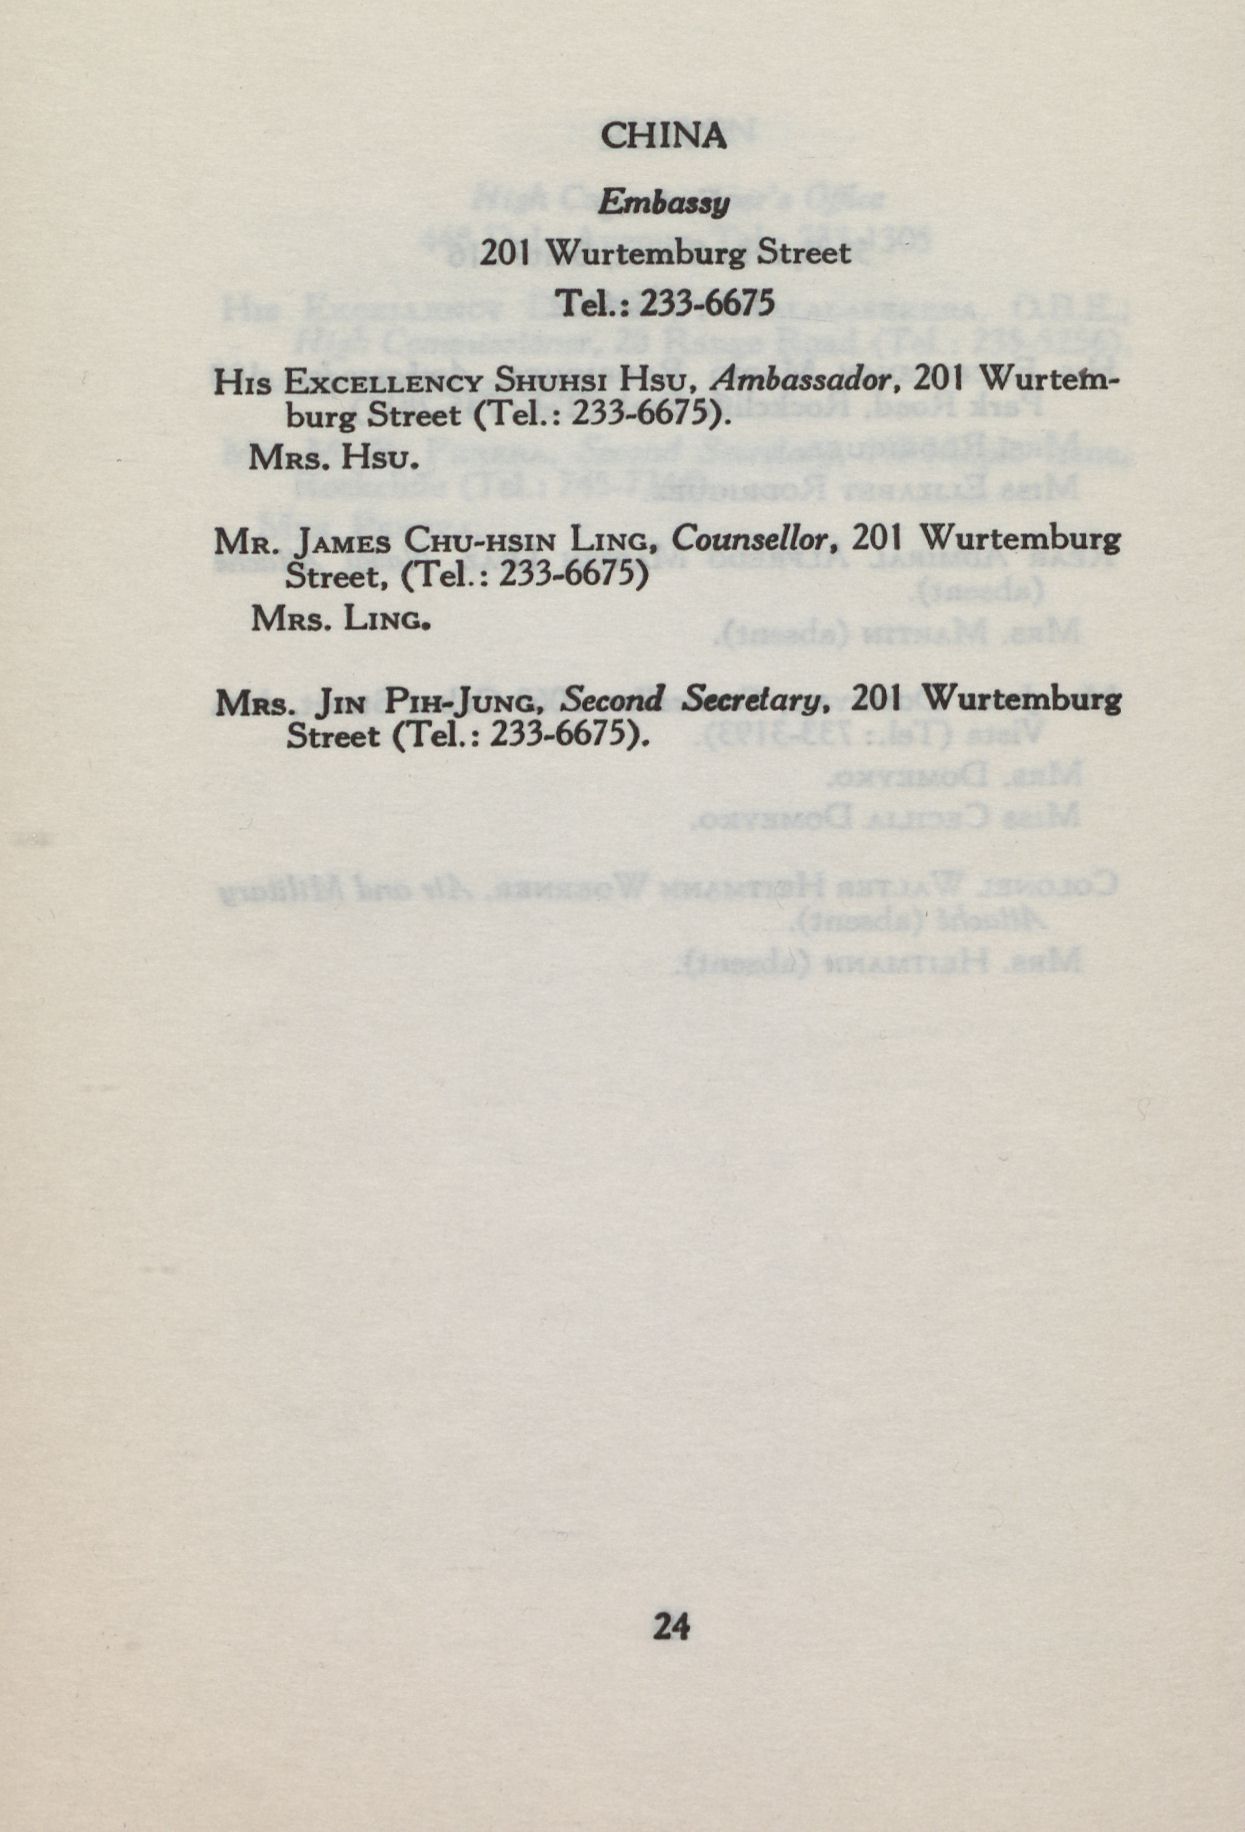 CHINA
Embassy
201 Wurtemburg Street
Tel.: 233-6675
His Excellency Shuhsi Hsu, Ambassador, 201 Wurtem-
burg Street (Tel.: 233-6675).
Mrs. Hsu.
Mr. James Chu-hsin Ling, Counsellor, 201 Wurtemburg
Street, (Tel.: 233-6675)
Mrs. Ling.
Mrs. Jin Pih-Jung, Second Secretary, 201 Wurtemburg
Street (Tel.: 233-6675).
24